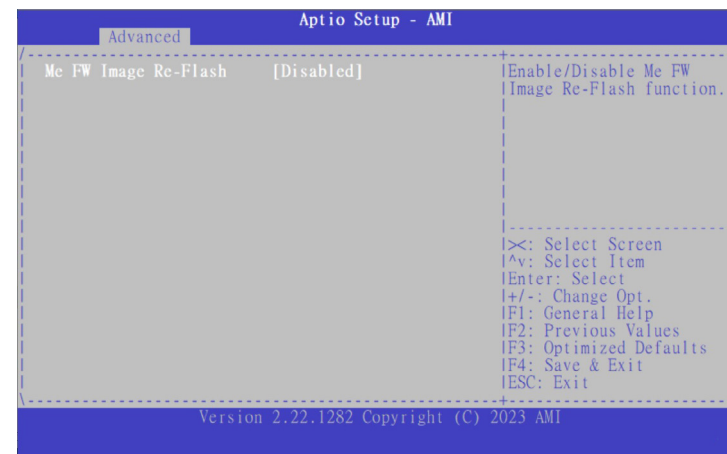 Aptio Setup - AMI
Advanced
Me FW Image Re-Flash [Disabled]
Enable/Disable Me FW
Image Re-Flash function.
><: Select Screen
^v: Select Item
Enter: Select
+/-: Change Opt.
F1: General Help
F2: Previous Values
F3: Optimized Defaults
F4: Save & Exit
ESC: Exit
Version 2.22.1282 Copyright (C) 2023 AMI